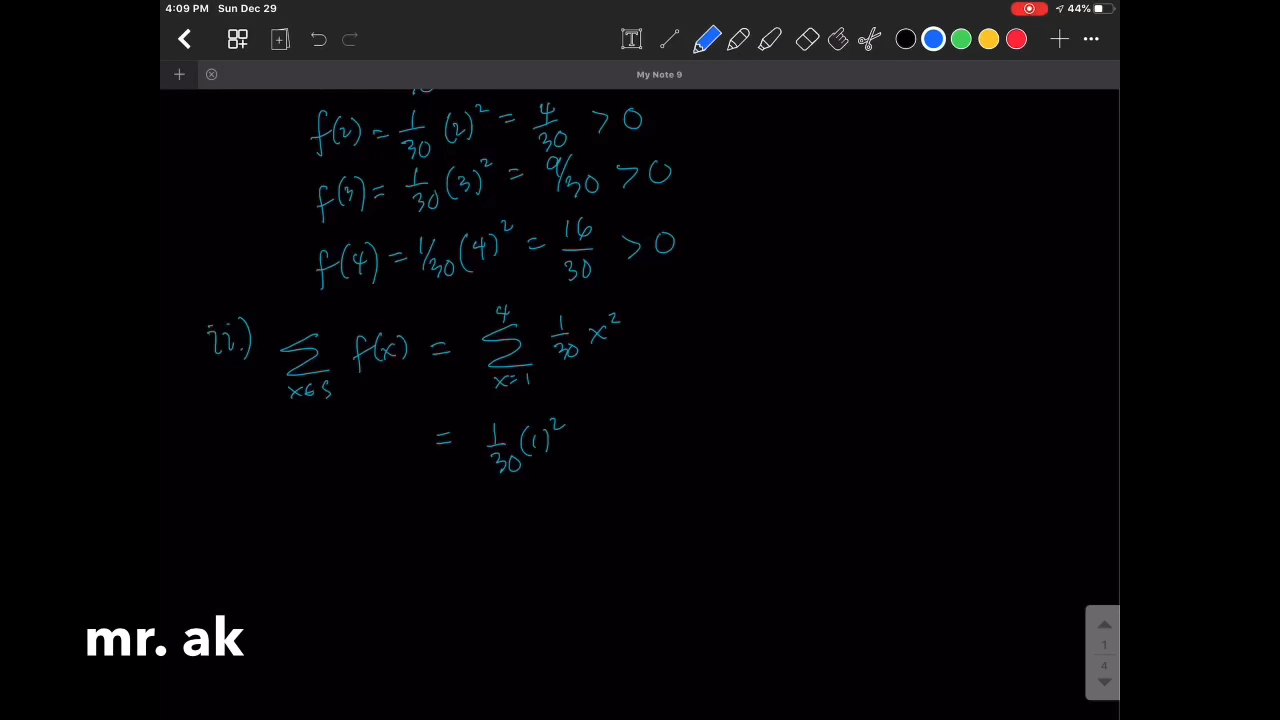 4:09 PM Sun Dec 29 44%
My Note 9
f(2) = 1/30 (2)² = 4/30 > 0
f(3) = 1/30 (3)² = 9/30 > 0
f(4) = 1/30 (4)² = 16/30 > 0
ii.) ∑_{x∈S} f(x) = ∑_{x=1}^{4} 1/30 x²
= 1/30 (1)²
mr. ak
1
4